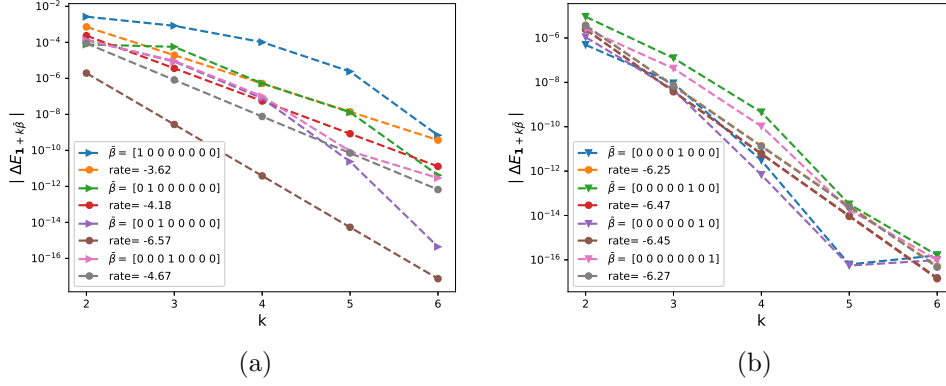 | ΔE₁₊ₖβ̄ |
10⁻²
10⁻⁴
10⁻⁶
10⁻⁸
10⁻¹⁰
10⁻¹²
10⁻¹⁴
10⁻¹⁶
β̄ = [1 0 0 0 0 0 0 0]
rate= -3.62
β̄ = [0 1 0 0 0 0 0 0]
rate= -4.18
β̄ = [0 0 1 0 0 0 0 0]
rate= -6.57
β̄ = [0 0 0 1 0 0 0 0]
rate= -4.67
2 3 4 5 6
k
(a)
| ΔE₁₊ₖβ̄ |
10⁻⁶
10⁻⁸
10⁻¹⁰
10⁻¹²
10⁻¹⁴
10⁻¹⁶
β̄ = [0 0 0 0 1 0 0 0]
rate= -6.25
β̄ = [0 0 0 0 0 1 0 0]
rate= -6.47
β̄ = [0 0 0 0 0 0 1 0]
rate= -6.45
β̄ = [0 0 0 0 0 0 0 1]
rate= -6.27
2 3 4 5 6
k
(b)